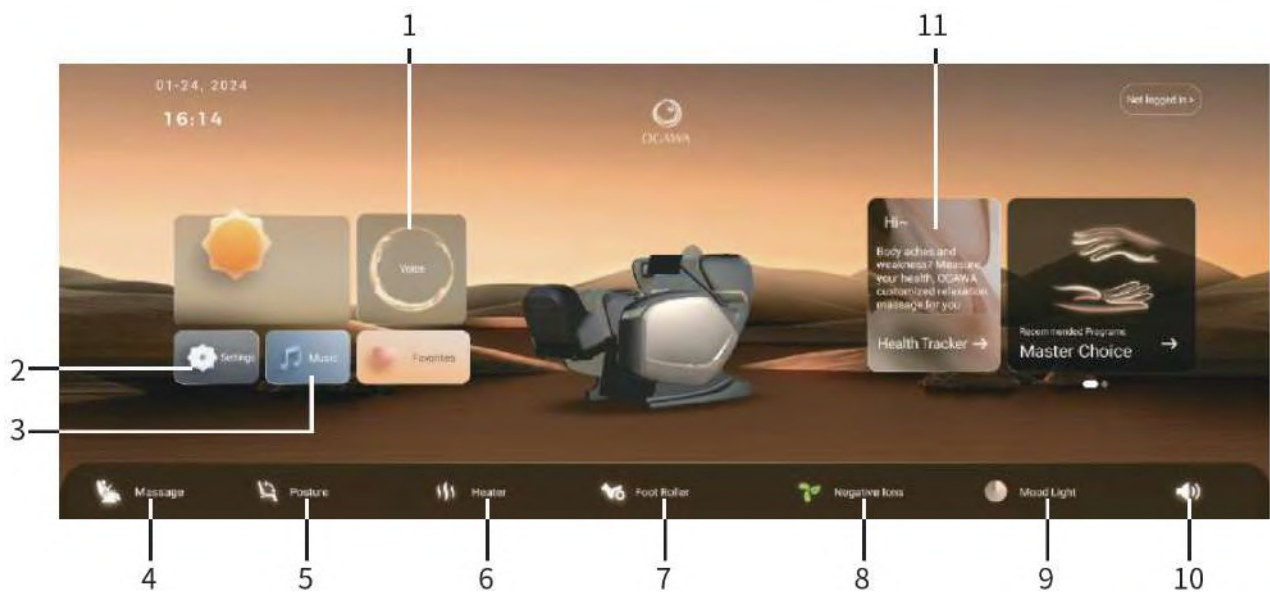 1
11
01-24, 2024
16:14
OGAWA
Not logged in >
Voice
Hi~
Body aches and
weakness? Measure
your health, OGAWA
customized relaxation
massage for you
Health Tracker →
Recommended Programs
Master Choice →
Settings
Music
Favorites
2
3
Massage
Posture
Heater
Foot Roller
Negative Ions
Mood Light
4
5
6
7
8
9
10